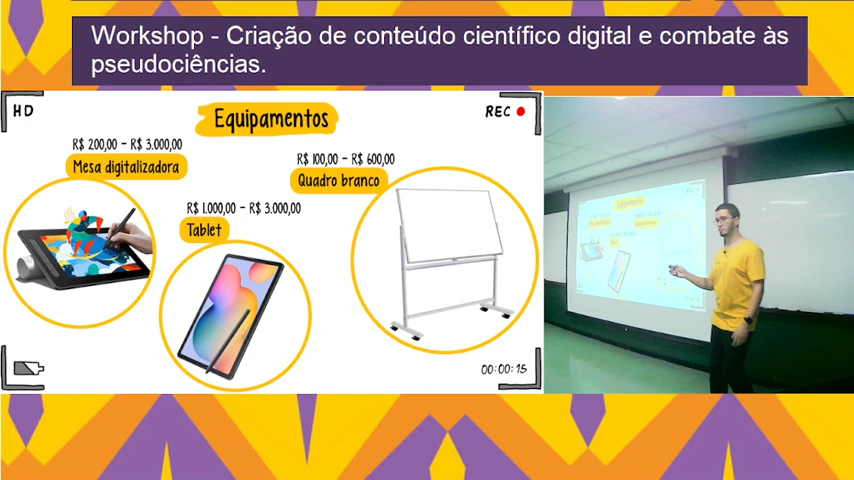 Workshop - Criação de conteúdo científico digital e combate às
pseudociências.
HD
Equipamentos
REC
R$ 200,00 - R$ 3.000,00
Mesa digitalizadora
R$ 100,00 - R$ 600,00
Quadro branco
R$ 1.000,00 - R$ 3.000,00
Tablet
00:00:15
Equipamentos